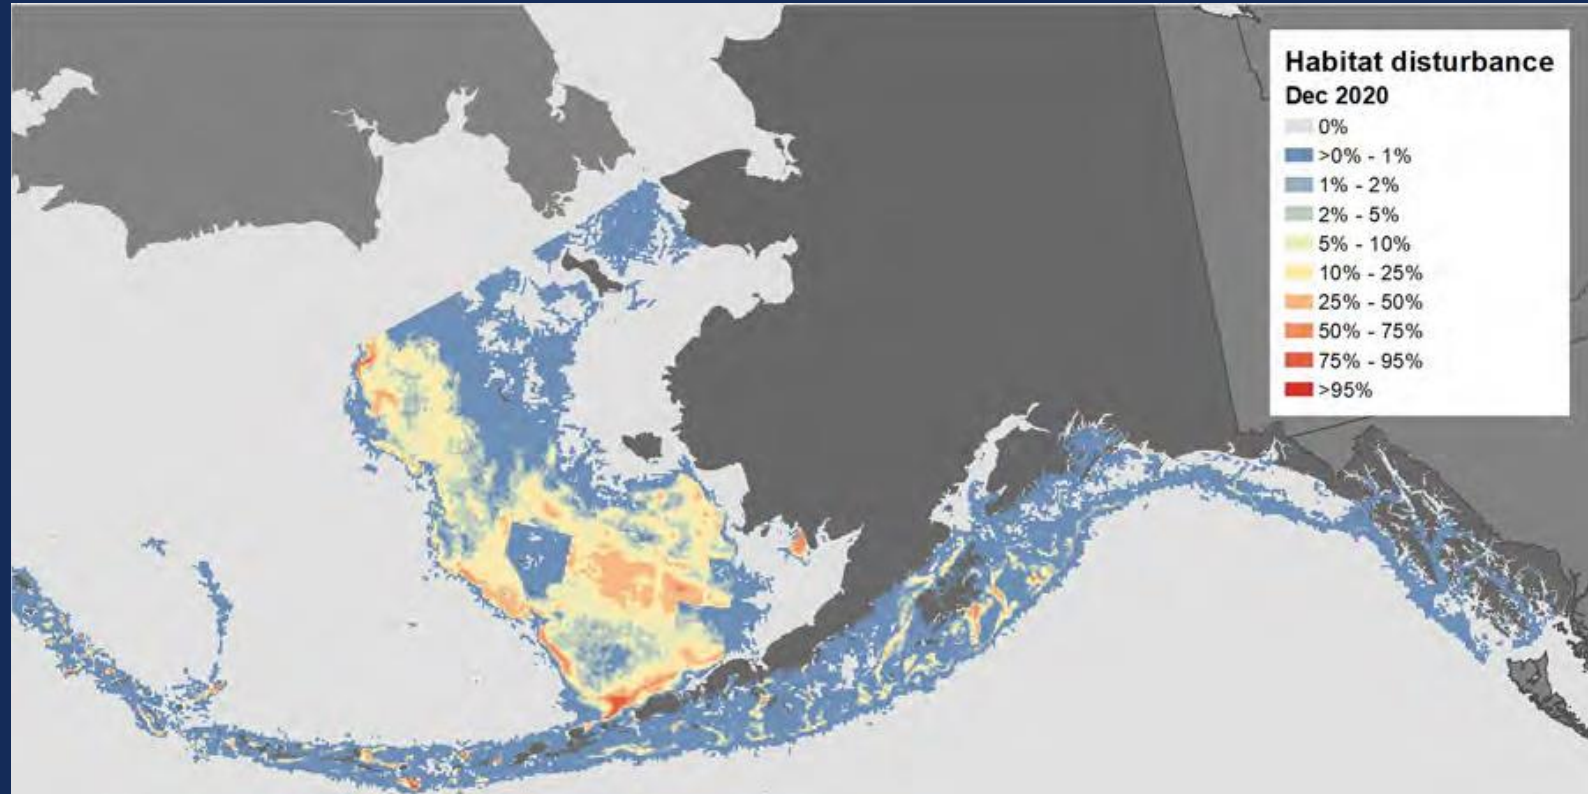 Habitat disturbance
Dec 2020
0%
>0% - 1%
1% - 2%
2% - 5%
5% - 10%
10% - 25%
25% - 50%
50% - 75%
75% - 95%
>95%